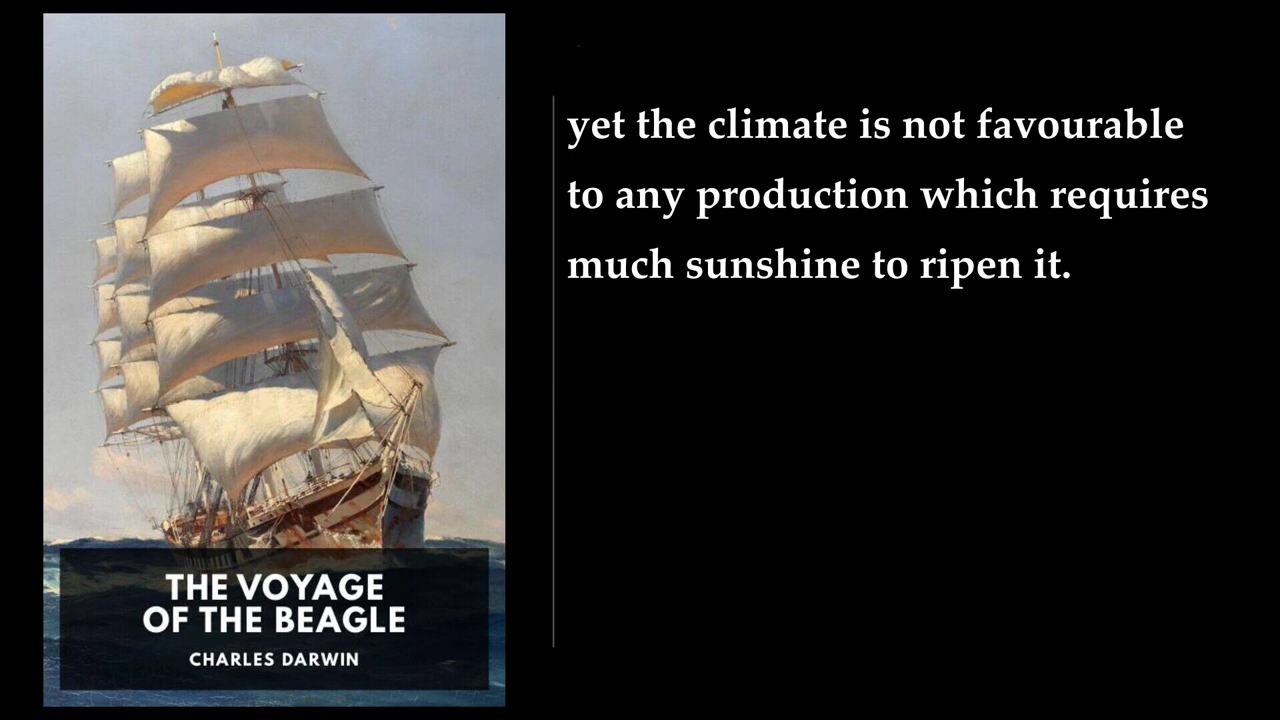 THE VOYAGE
OF THE BEAGLE
CHARLES DARWIN
yet the climate is not favourable
to any production which requires
much sunshine to ripen it.